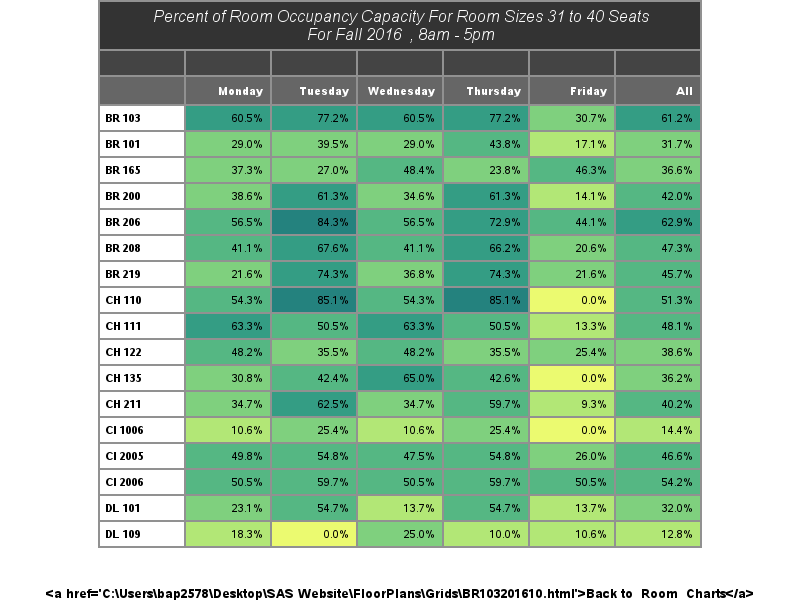 Percent of Room Occupancy Capacity For Room Sizes 31 to 40 Seats
For Fall 2016 , 8am - 5pm
Monday Tuesday Wednesday Thursday Friday All
BR 103 60.5% 77.2% 60.5% 77.2% 30.7% 61.2%
BR 101 29.0% 39.5% 29.0% 43.8% 17.1% 31.7%
BR 165 37.3% 27.0% 48.4% 23.8% 46.3% 36.6%
BR 200 38.6% 61.3% 34.6% 61.3% 14.1% 42.0%
BR 206 56.5% 84.3% 56.5% 72.9% 44.1% 62.9%
BR 208 41.1% 67.6% 41.1% 66.2% 20.6% 47.3%
BR 219 21.6% 74.3% 36.8% 74.3% 21.6% 45.7%
CH 110 54.3% 85.1% 54.3% 85.1% 0.0% 51.3%
CH 111 63.3% 50.5% 63.3% 50.5% 13.3% 48.1%
CH 122 48.2% 35.5% 48.2% 35.5% 25.4% 38.6%
CH 135 30.8% 42.4% 65.0% 42.6% 0.0% 36.2%
CH 211 34.7% 62.5% 34.7% 59.7% 9.3% 40.2%
CI 1006 10.6% 25.4% 10.6% 25.4% 0.0% 14.4%
CI 2005 49.8% 54.8% 47.5% 54.8% 26.0% 46.6%
CI 2006 50.5% 59.7% 50.5% 59.7% 50.5% 54.2%
DL 101 23.1% 54.7% 13.7% 54.7% 13.7% 32.0%
DL 109 18.3% 0.0% 25.0% 10.0% 10.6% 12.8%
<a href='C:\Users\bap2578\Desktop\SAS Website\FloorPlans\Grids\BR103201610.html'>Back to Room Charts</a>